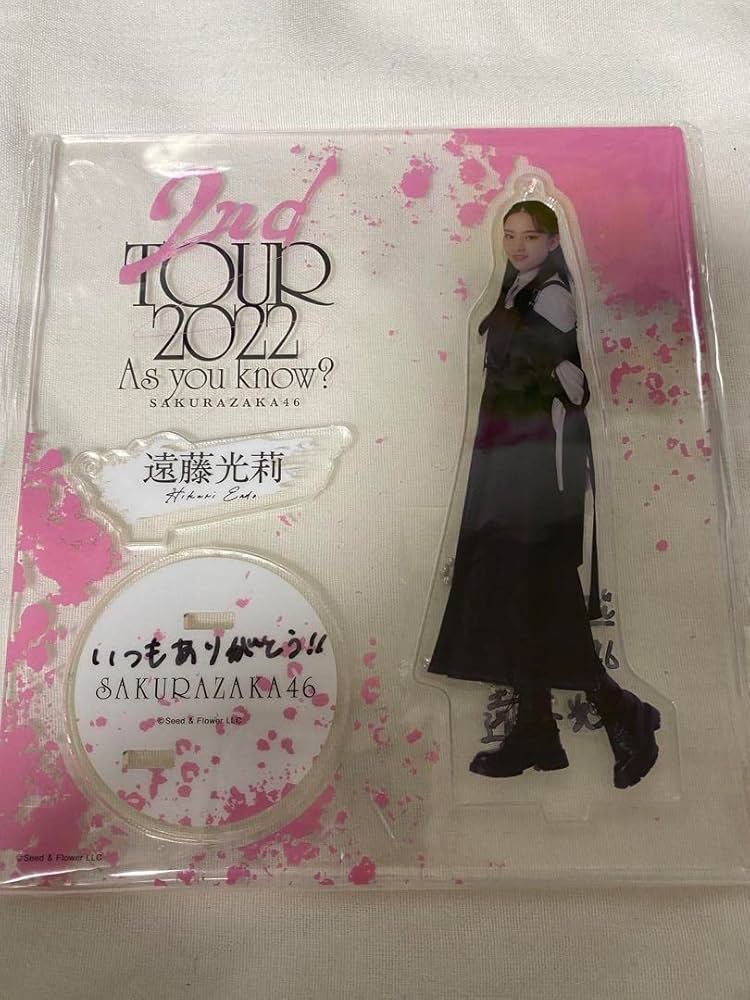 2nd
TOUR
2022
As you know?
SAKURAZAKA46
遠藤光莉
Hikari Endo
いつもありがとう!!
SAKURAZAKA46
©Seed & Flower LLC
46
©Seed & Flower LLC